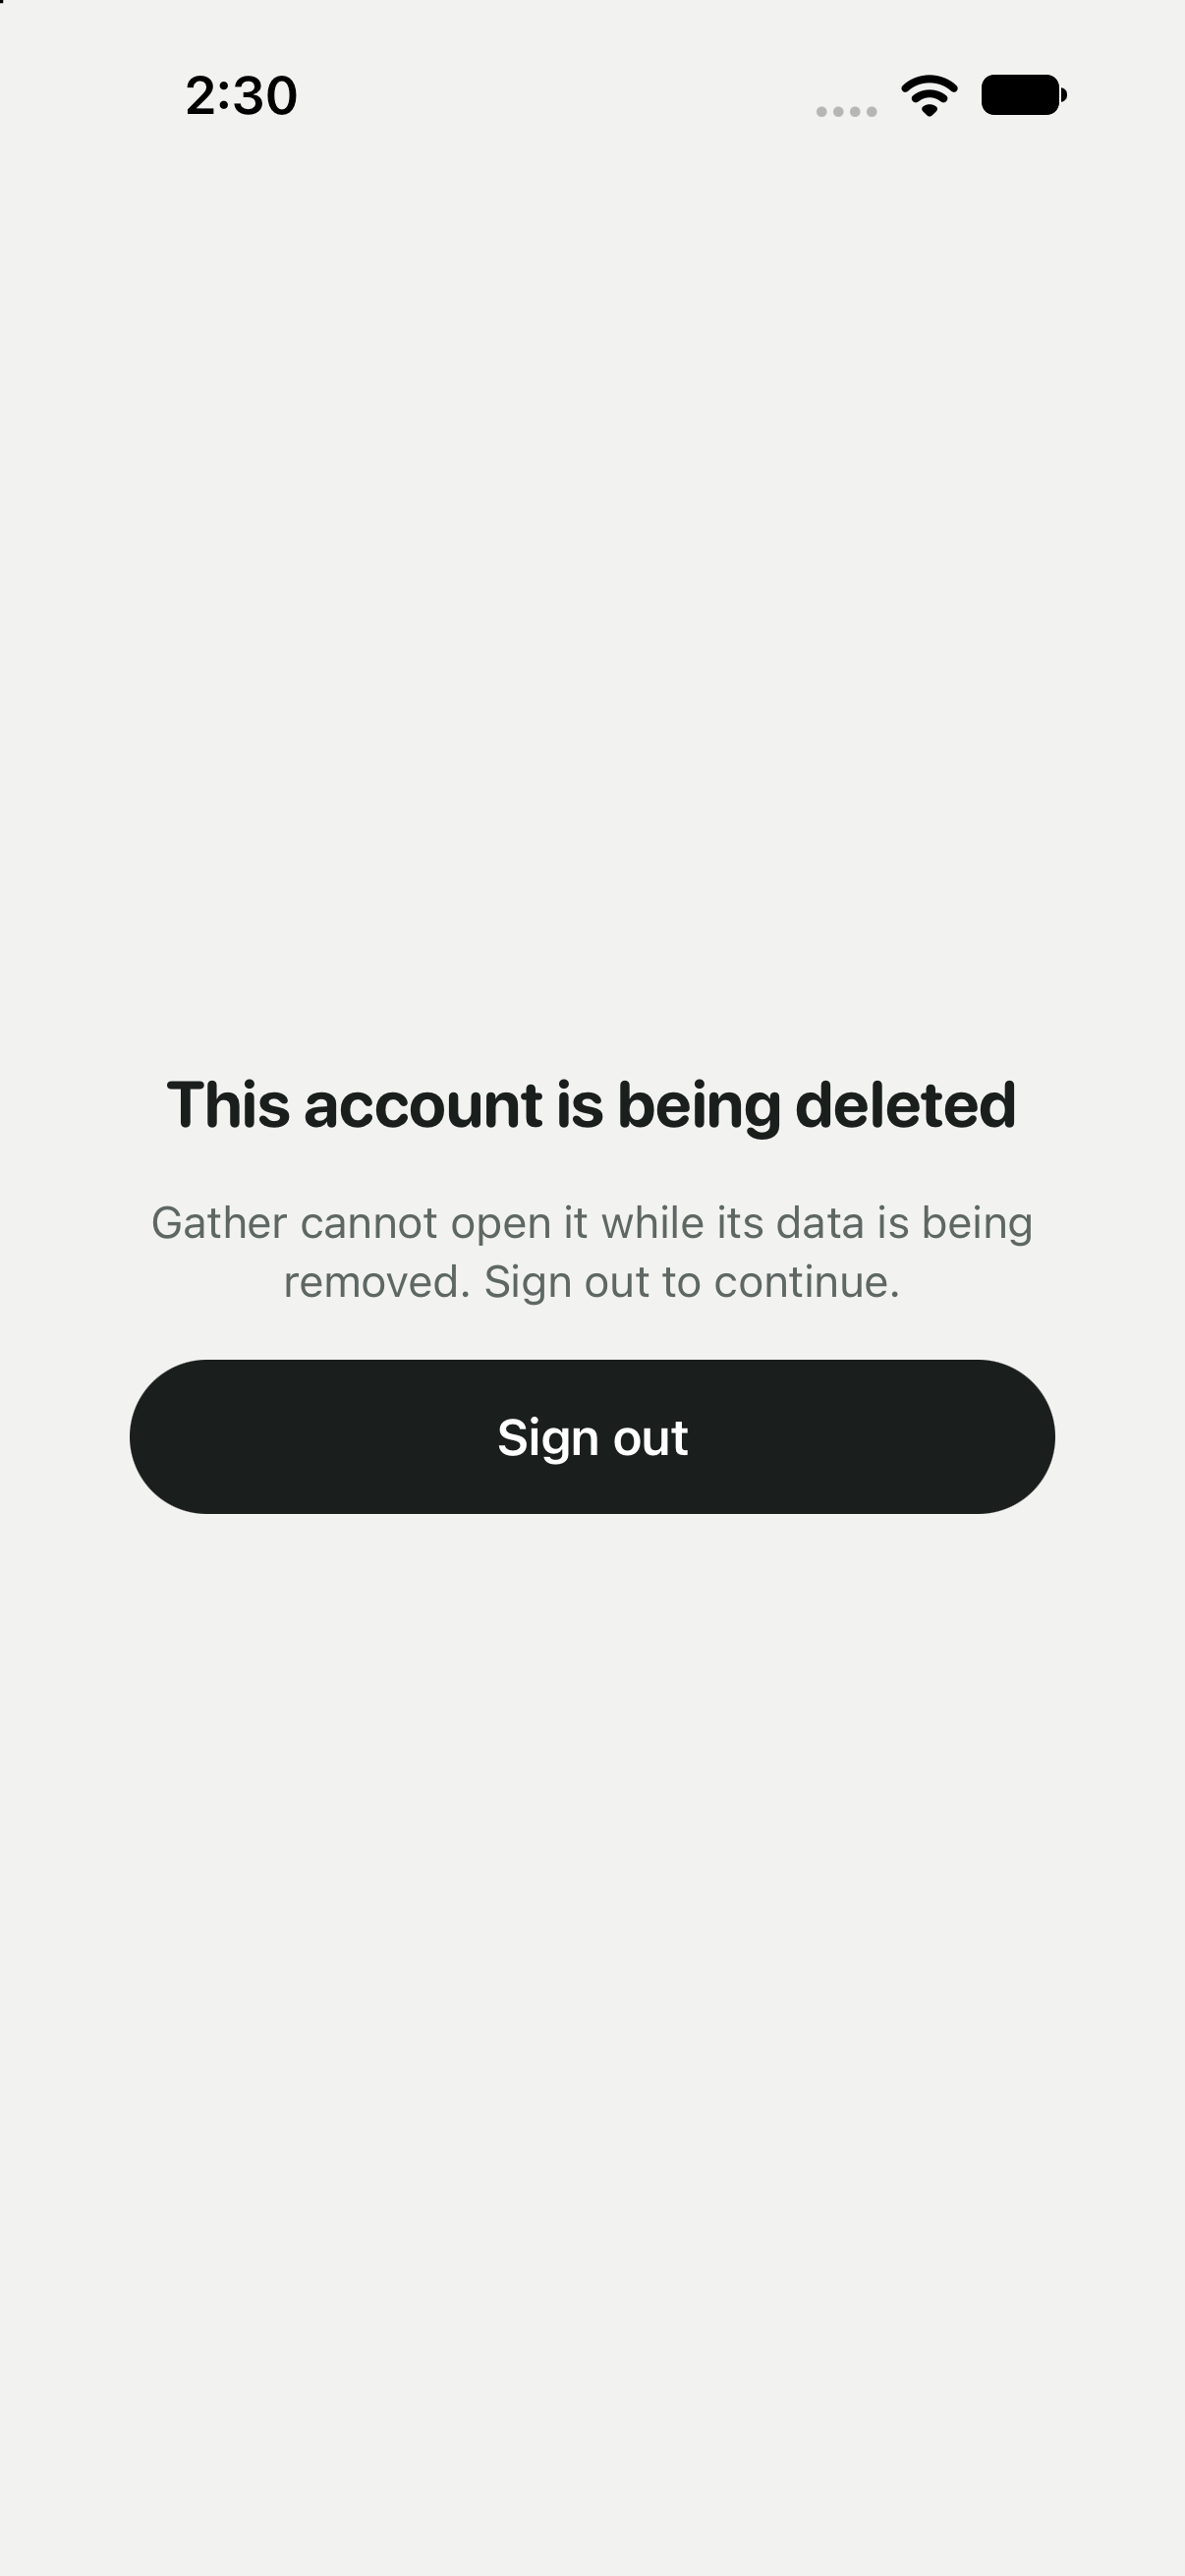 2:30
This account is being deleted
Gather cannot open it while its data is being
removed. Sign out to continue.
Sign out